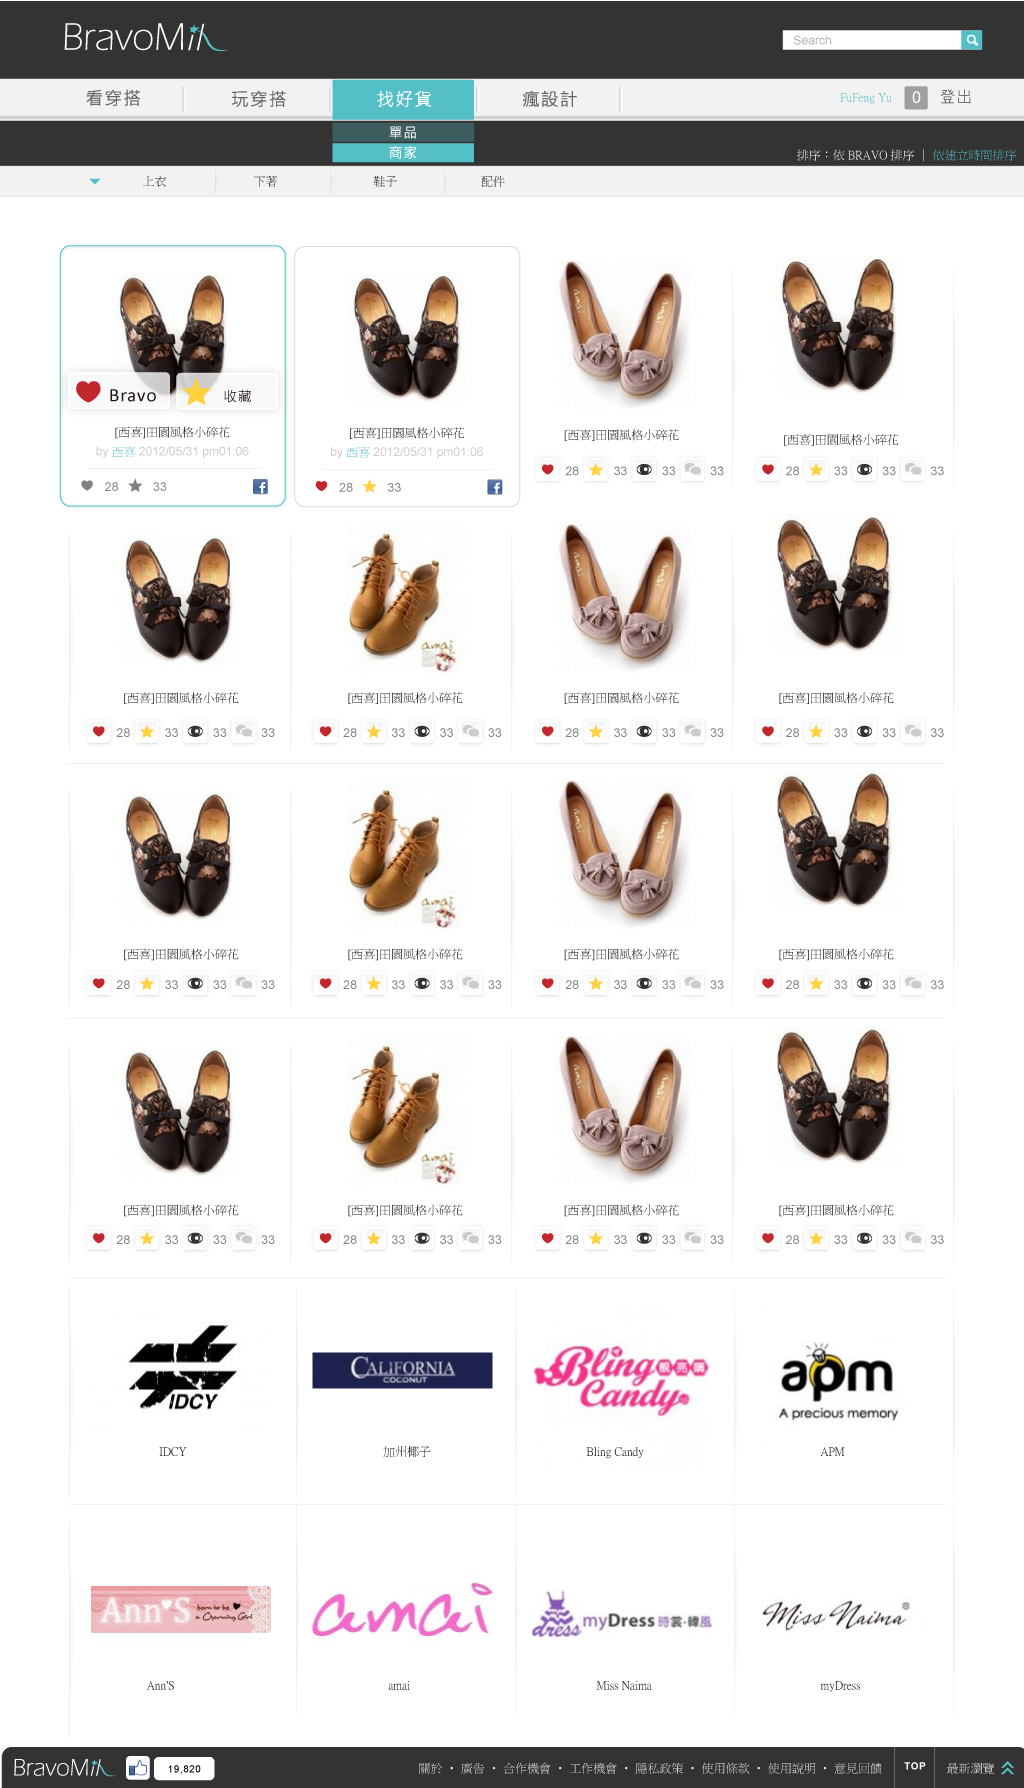 BravoMiL
Search
看穿搭 玩穿搭 找好貨 瘋設計 FuFeng Yu 0 登出
單品
商家
排序：依 BRAVO 排序 | 依建立時間排序
上衣 下著 鞋子 配件
Bravo 收藏
[西喜]田園風格小碎花 [西喜]田園風格小碎花 [西喜]田園風格小碎花 [西喜]田園風格小碎花
by 西喜 2012/05/31 pm01:06 by 西喜 2012/05/31 pm01:06
28 33 28 33 28 33 33 33 28 33 33 33
amai
[西喜]田園風格小碎花 [西喜]田園風格小碎花 [西喜]田園風格小碎花 [西喜]田園風格小碎花
28 33 33 33 28 33 33 33 28 33 33 33 28 33 33 33
amai
[西喜]田園風格小碎花 [西喜]田園風格小碎花 [西喜]田園風格小碎花 [西喜]田園風格小碎花
28 33 33 33 28 33 33 33 28 33 33 33 28 33 33 33
amai
[西喜]田園風格小碎花 [西喜]田園風格小碎花 [西喜]田園風格小碎花 [西喜]田園風格小碎花
28 33 33 33 28 33 33 33 28 33 33 33 28 33 33 33
IDCY
CALIFORNIA
COCONUT
Bling
Candy
apm
A precious memory
IDCY 加州椰子 Bling Candy APM
Ann'S born to be
a Charming Girl
amai
dress myDress 時裳·韓風
Miss Naima®
Ann'S amai Miss Naima myDress
BravoMiL 19,820 關於 • 廣告 • 合作機會 • 工作機會 • 隱私政策 • 使用條款 • 使用說明 • 意見回饋 TOP 最新瀏覽